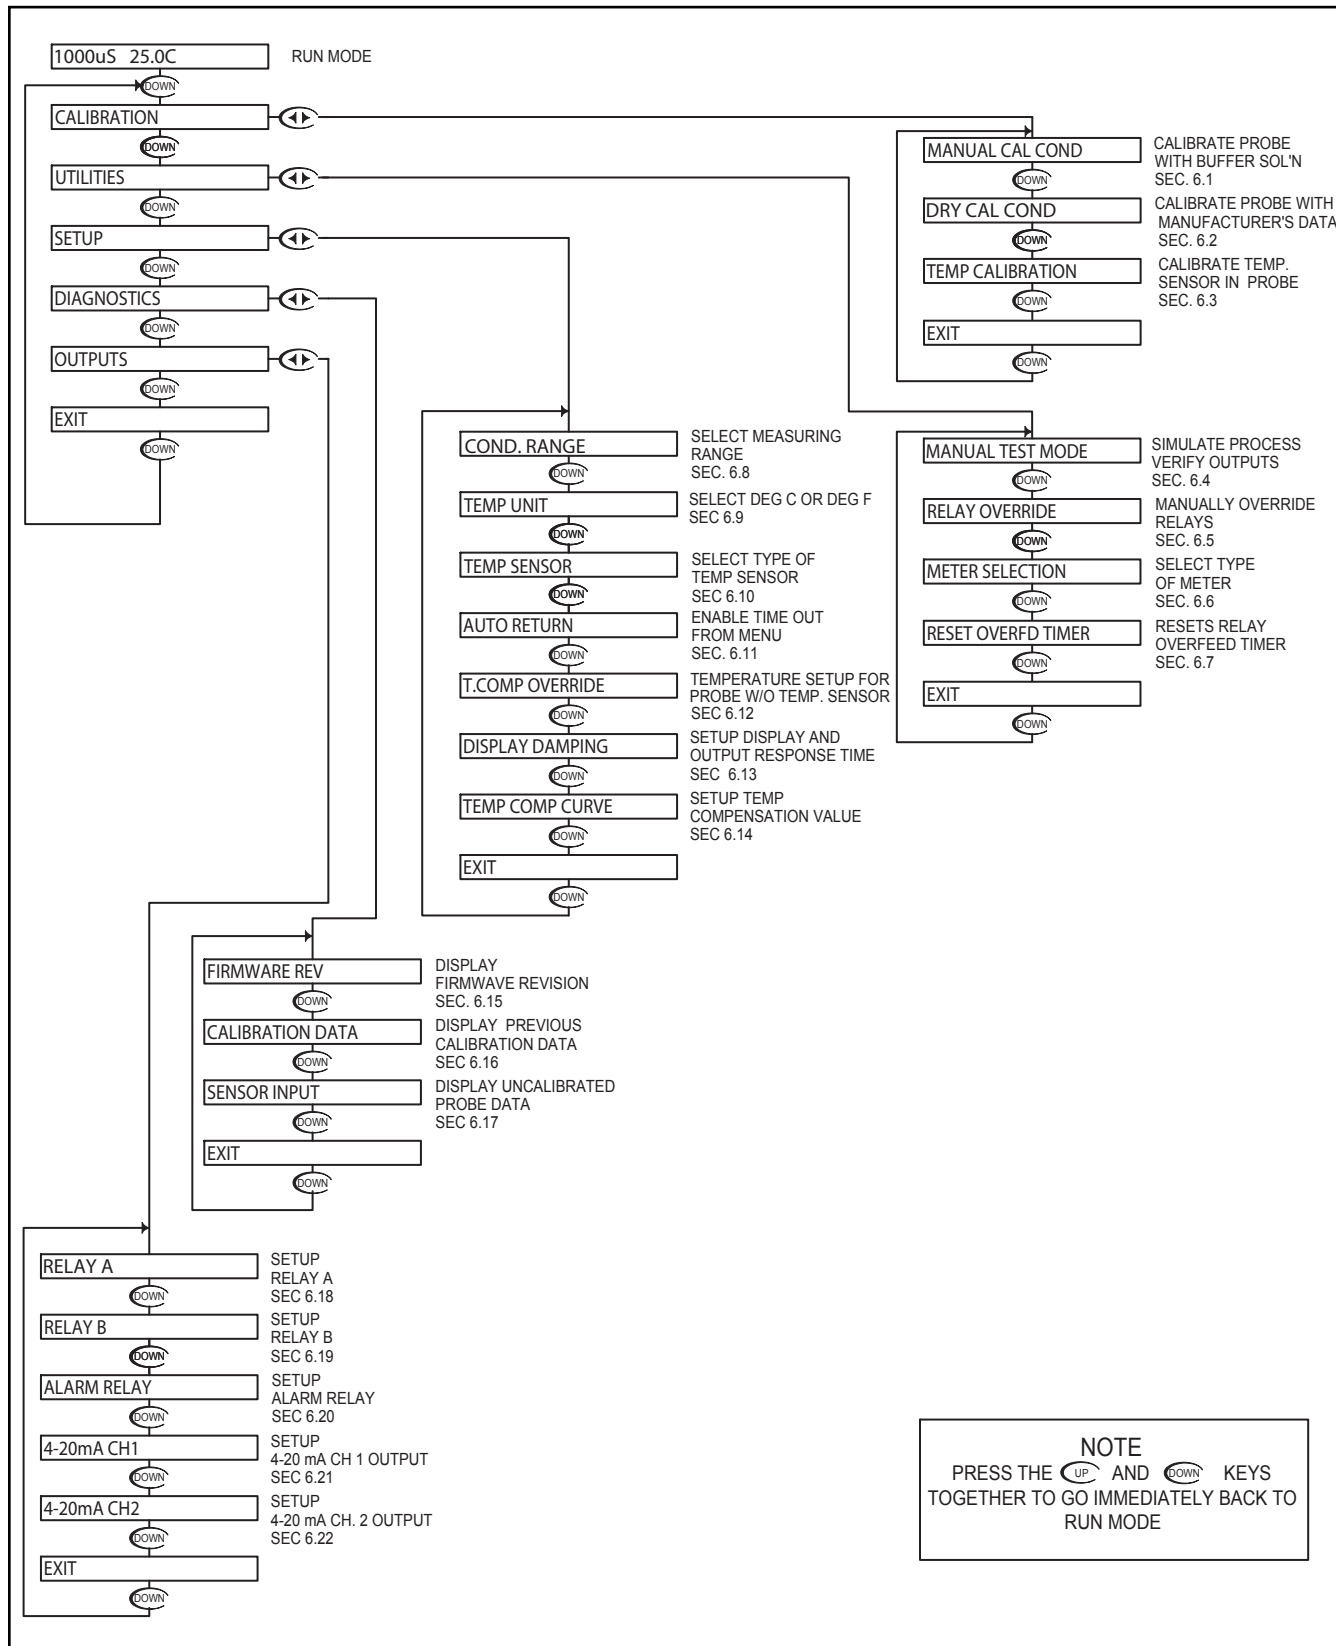 1000uS 25.0C
RUN MODE
DOWN
CALIBRATION
DOWN
UTILITIES
DOWN
SETUP
DOWN
DIAGNOSTICS
DOWN
OUTPUTS
DOWN
EXIT
DOWN
MANUAL CAL COND
CALIBRATE PROBE
WITH BUFFER SOL'N
SEC. 6.1
DOWN
DRY CAL COND
CALIBRATE PROBE WITH
MANUFACTURER'S DATA
SEC. 6.2
DOWN
TEMP CALIBRATION
CALIBRATE TEMP.
SENSOR IN PROBE
SEC. 6.3
DOWN
EXIT
DOWN
MANUAL TEST MODE
SIMULATE PROCESS
VERIFY OUTPUTS
SEC. 6.4
DOWN
RELAY OVERRIDE
MANUALLY OVERRIDE
RELAYS
SEC. 6.5
DOWN
METER SELECTION
SELECT TYPE
OF METER
SEC. 6.6
DOWN
RESET OVERFD TIMER
RESETS RELAY
OVERFEED TIMER
SEC. 6.7
DOWN
EXIT
DOWN
COND. RANGE
SELECT MEASURING
RANGE
SEC. 6.8
DOWN
TEMP UNIT
SELECT DEG C OR DEG F
SEC 6.9
DOWN
TEMP SENSOR
SELECT TYPE OF
TEMP SENSOR
SEC 6.10
DOWN
AUTO RETURN
ENABLE TIME OUT
FROM MENU
SEC. 6.11
DOWN
T.COMP OVERRIDE
TEMPERATURE SETUP FOR
PROBE W/O TEMP. SENSOR
SEC 6.12
DOWN
DISPLAY DAMPING
SETUP DISPLAY AND
OUTPUT RESPONSE TIME
SEC 6.13
DOWN
TEMP COMP CURVE
SETUP TEMP
COMPENSATION VALUE
SEC 6.14
DOWN
EXIT
DOWN
FIRMWARE REV
DISPLAY
FIRMWAVE REVISION
SEC. 6.15
DOWN
CALIBRATION DATA
DISPLAY PREVIOUS
CALIBRATION DATA
SEC 6.16
DOWN
SENSOR INPUT
DISPLAY UNCALIBRATED
PROBE DATA
SEC 6.17
DOWN
EXIT
DOWN
RELAY A
SETUP
RELAY A
SEC 6.18
DOWN
RELAY B
SETUP
RELAY B
SEC 6.19
DOWN
ALARM RELAY
SETUP
ALARM RELAY
SEC 6.20
DOWN
4-20mA CH1
SETUP
4-20 mA CH 1 OUTPUT
SEC 6.21
DOWN
4-20mA CH2
SETUP
4-20 mA CH. 2 OUTPUT
SEC 6.22
DOWN
EXIT
DOWN
NOTE
PRESS THE UP AND DOWN KEYS
TOGETHER TO GO IMMEDIATELY BACK TO
RUN MODE